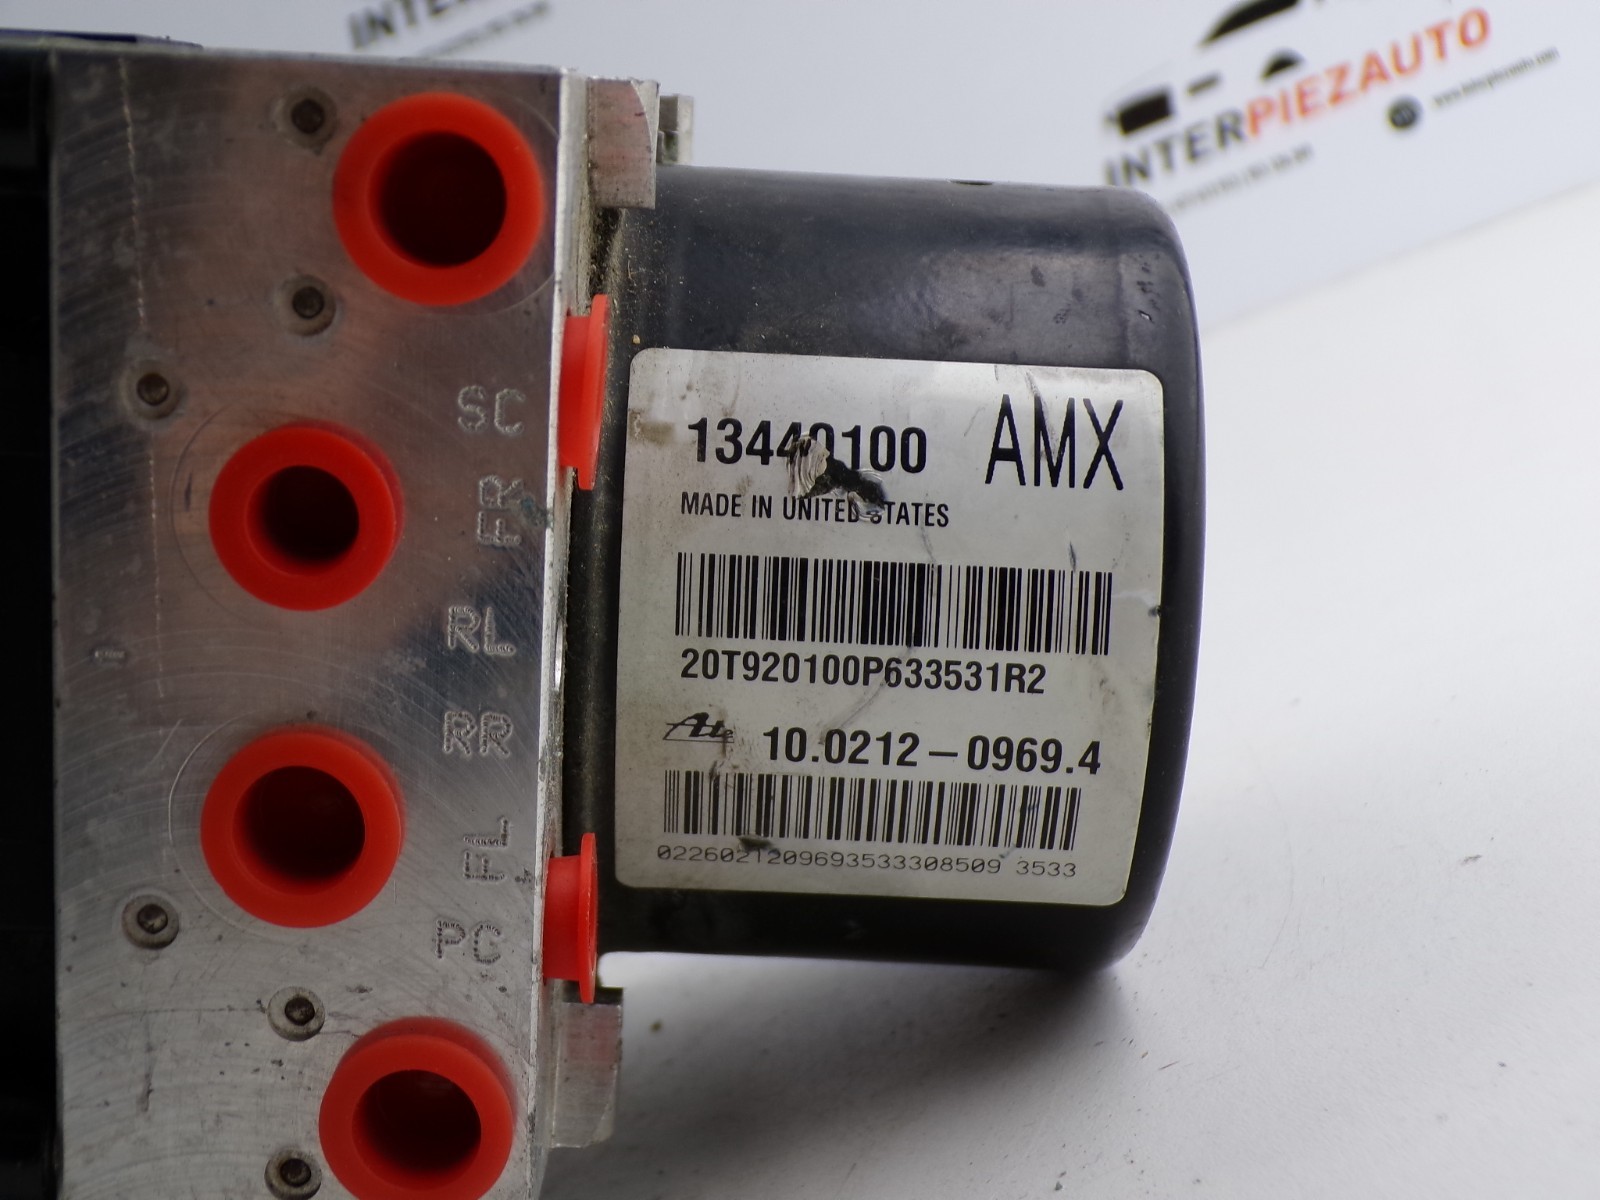 INTERPIEZAUTO
SC
FR
RL
RR
FL
PC
13440100 AMX
MADE IN UNITED STATES
20T920100P633531R2
Ate 10.0212-0969.4
0226021209693533308509 3533